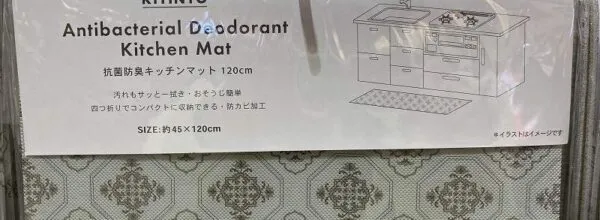 Antibacterial Deodorant
Kitchen Mat
抗菌防臭キッチンマット 120cm
汚れもサッと一拭き・おそうじ簡単
四つ折りでコンパクトに収納できる・防カビ加工
SIZE:約45×120cm
＊イラストはイメージです